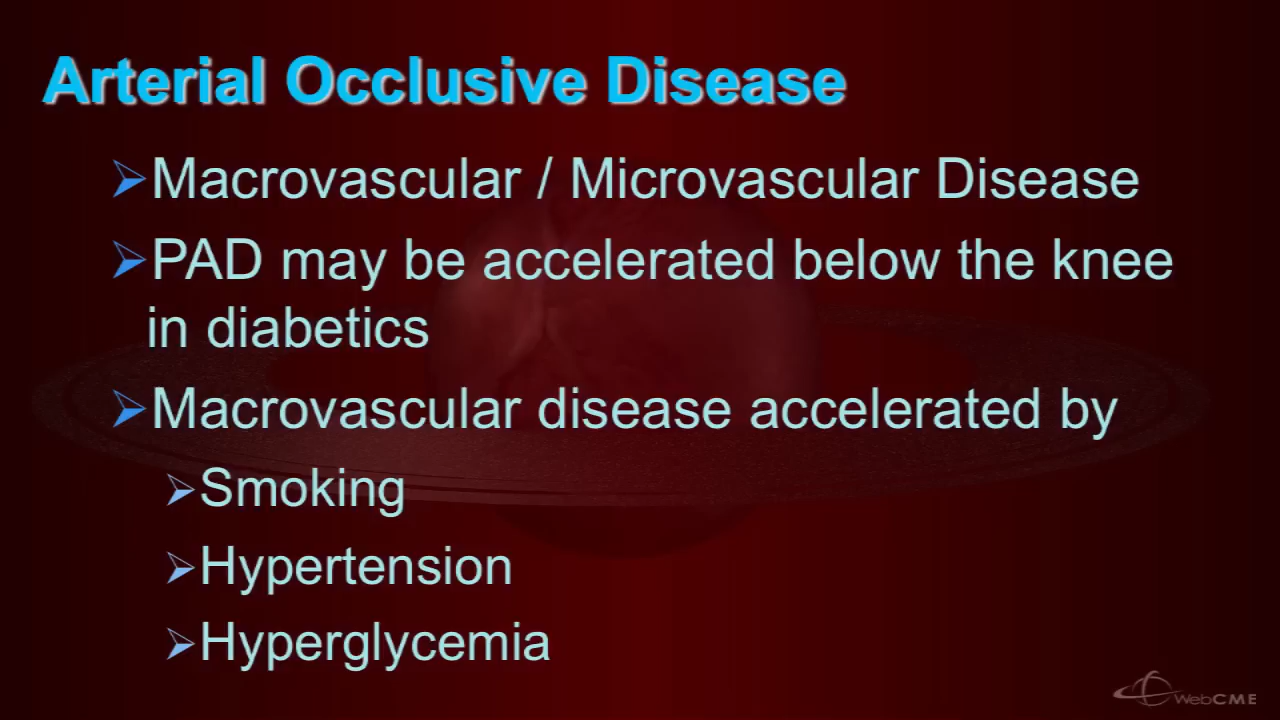 Arterial Occlusive Disease
Macrovascular / Microvascular Disease
PAD may be accelerated below the knee
in diabetics
Macrovascular disease accelerated by
Smoking
Hypertension
Hyperglycemia
WebCME